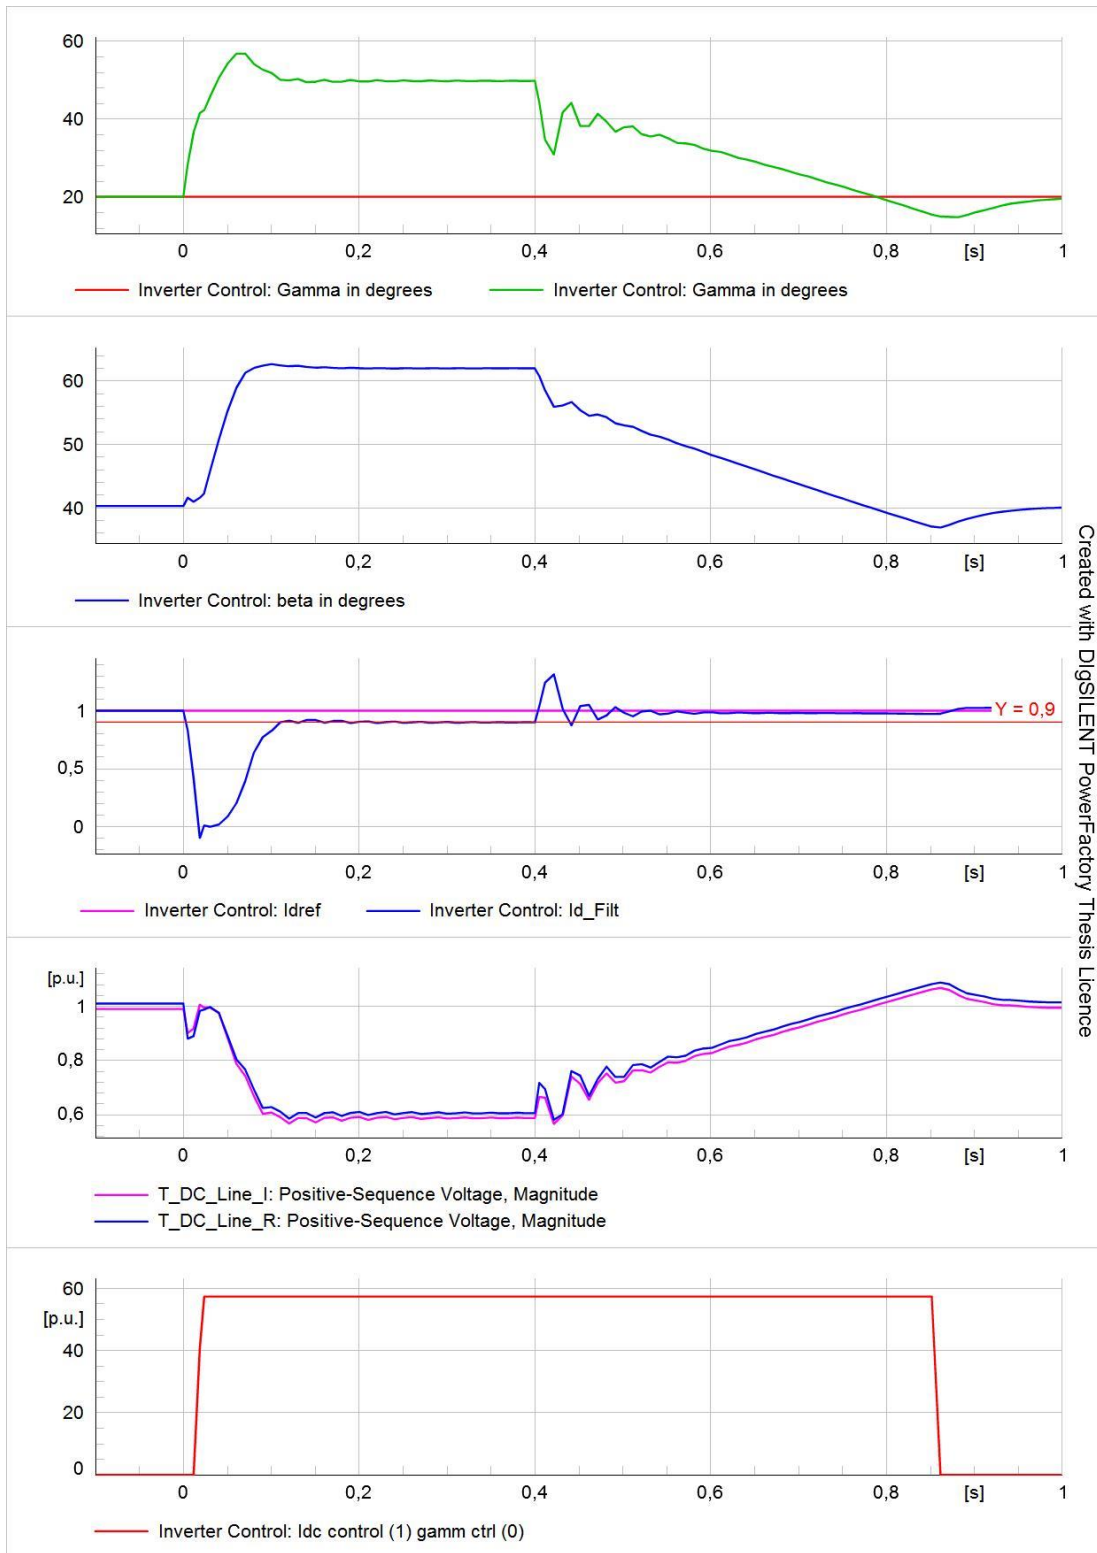 60
40
20
0
0,2
0,4
0,6
0,8
[s]
1
Inverter Control: Gamma in degrees
Inverter Control: Gamma in degrees
60
50
40
0
0,2
0,4
0,6
0,8
[s]
1
Inverter Control: beta in degrees
1
0,5
0
Y = 0,9
0
0,2
0,4
0,6
0,8
[s]
1
Inverter Control: Idref
Inverter Control: Id_Filt
[p.u.]
1
0,8
0,6
0
0,2
0,4
0,6
0,8
[s]
1
T_DC_Line_I: Positive-Sequence Voltage, Magnitude
T_DC_Line_R: Positive-Sequence Voltage, Magnitude
60
[p.u.]
40
20
0
0
0,2
0,4
0,6
0,8
[s]
1
Inverter Control: Idc control (1) gamm ctrl (0)
Created with DIgSILENT PowerFactory Thesis Licence